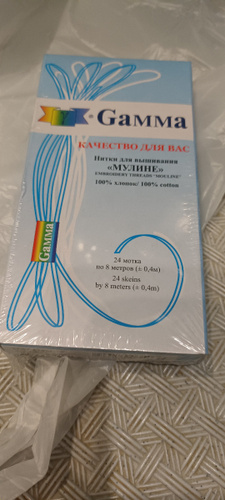 Gamma
КАЧЕСТВО ДЛЯ ВАС
Нитки для вышивания
«МУЛИНЕ»
EMBROIDERY THREADS "MOULINE"
100% хлопок/ 100% cotton
Gamma
24 мотка
по 8 метров (± 0,4м)
24 skeins
by 8 meters (± 0,4m)